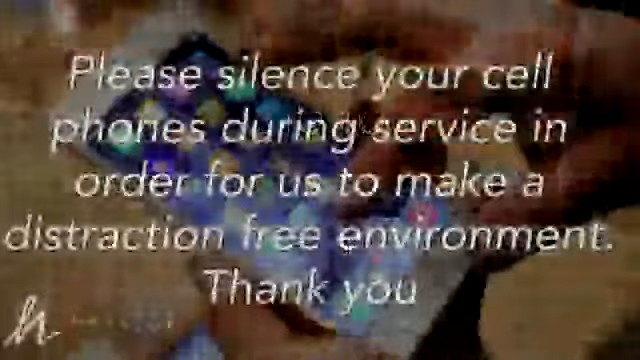 Please silence your cell
phones during service in
order for us to make a
distraction free environment.
Thank you